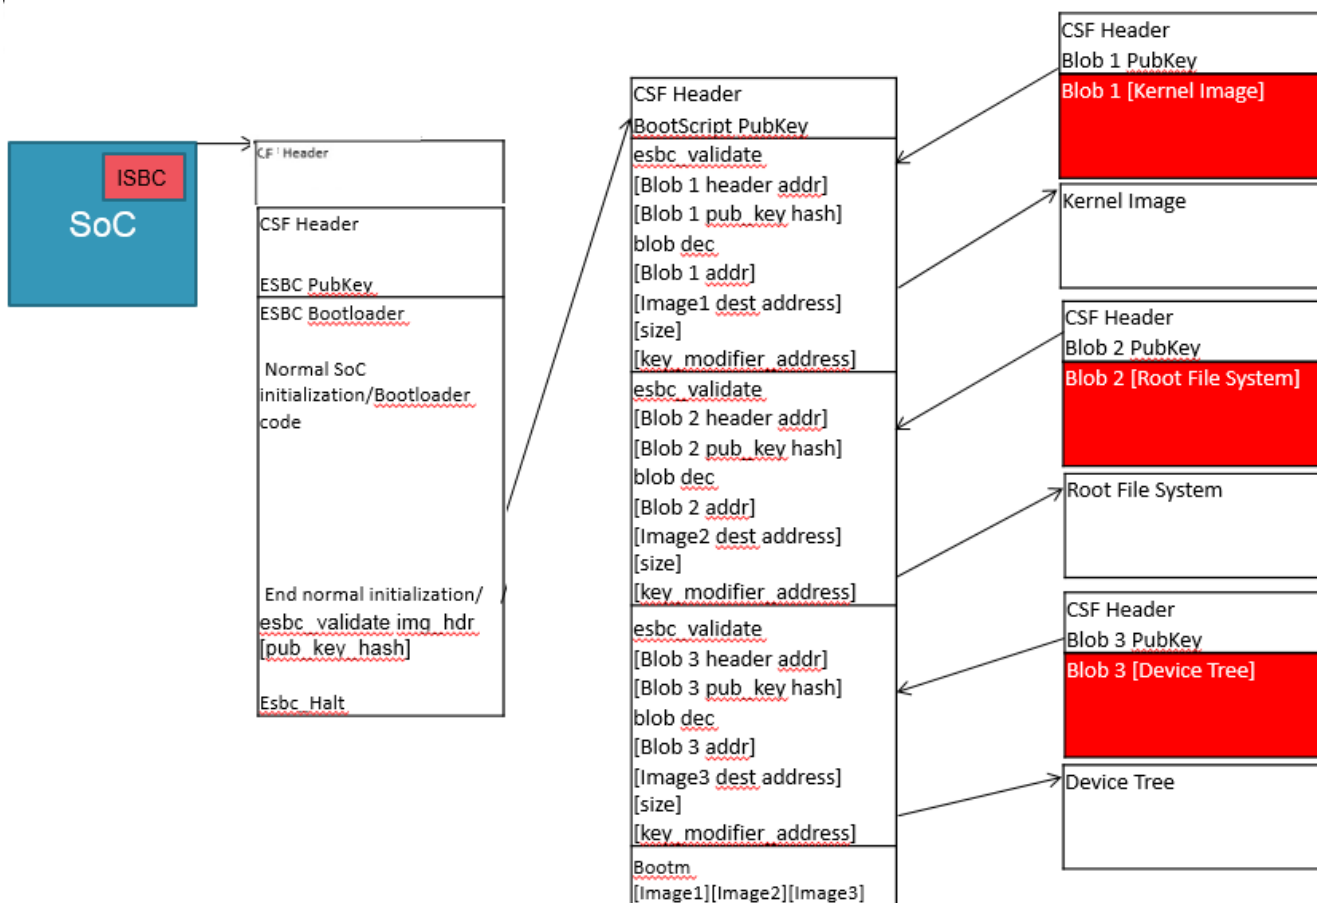 ISBC
SoC
Header
CSF Header
ESBC PubKey
ESBC Bootloader
Normal SoC
initialization/Bootloader
code
End normal initialization/
esbc_validate img_hdr
[pub_key_hash]
Esbc_Halt
CSF Header
BootScript PubKey
esbc_validate
[Blob 1 header addr]
[Blob 1 pub_key hash]
blob dec
[Blob 1 addr]
[Image1 dest address]
[size]
[key_modifier_address]
esbc_validate
[Blob 2 header addr]
[Blob 2 pub_key hash]
blob dec
[Blob 2 addr]
[Image2 dest address]
[size]
[key_modifier_address]
esbc_validate
[Blob 3 header addr]
[Blob 3 pub_key hash]
blob dec
[Blob 3 addr]
[Image3 dest address]
[size]
[key_modifier_address]
Bootm
[Image1][Image2][Image3]
CSF Header
Blob 1 PubKey
Blob 1 [Kernel Image]
Kernel Image
CSF Header
Blob 2 PubKey
Blob 2 [Root File System]
Root File System
CSF Header
Blob 3 PubKey
Blob 3 [Device Tree]
Device Tree